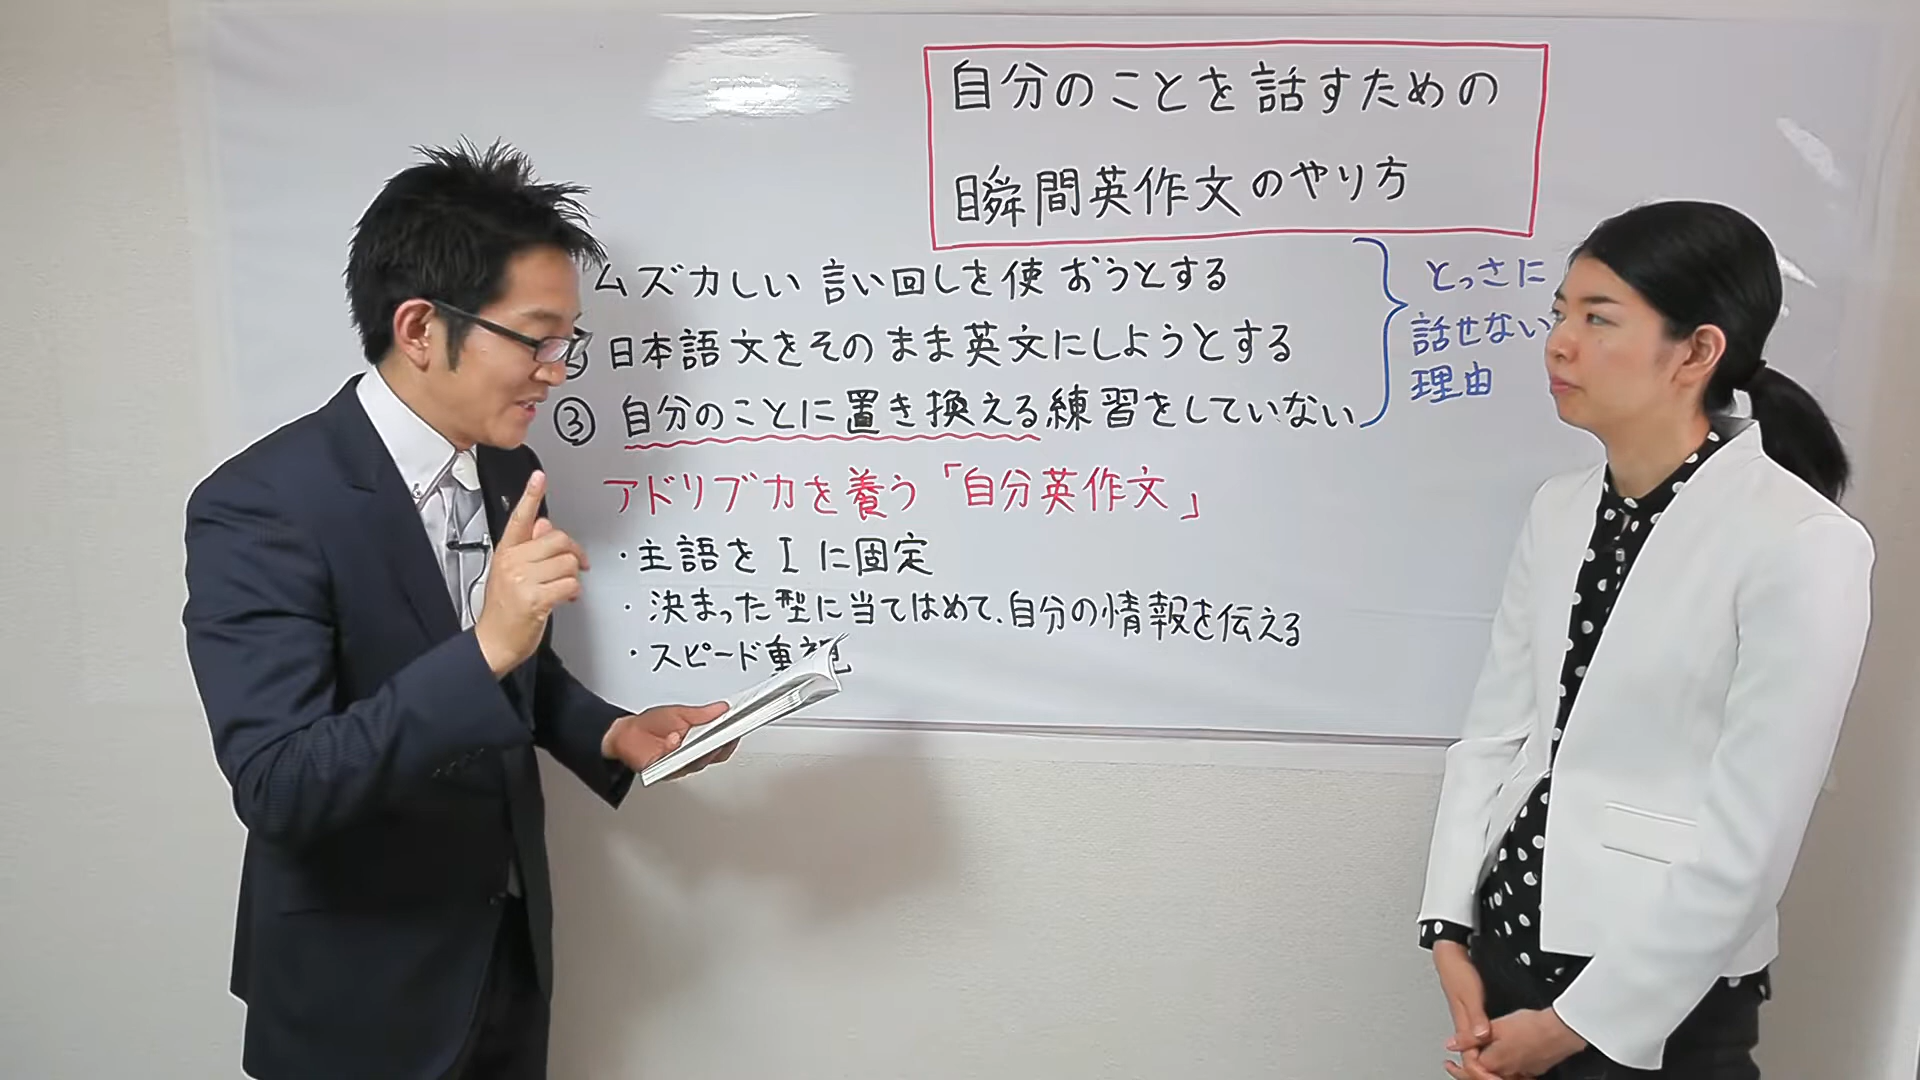 自分のことを話すための
瞬間英作文のやり方
ムズカしい言い回しを使おうとする
日本語文をそのまま英文にしようとする
③ 自分のことに置き換える練習をしていない
とっさに
話せない
理由
アドリブ力を養う「自分英作文」
・主語を I に固定
・決まった型に当てはめて、自分の情報を伝える
・スピード重視